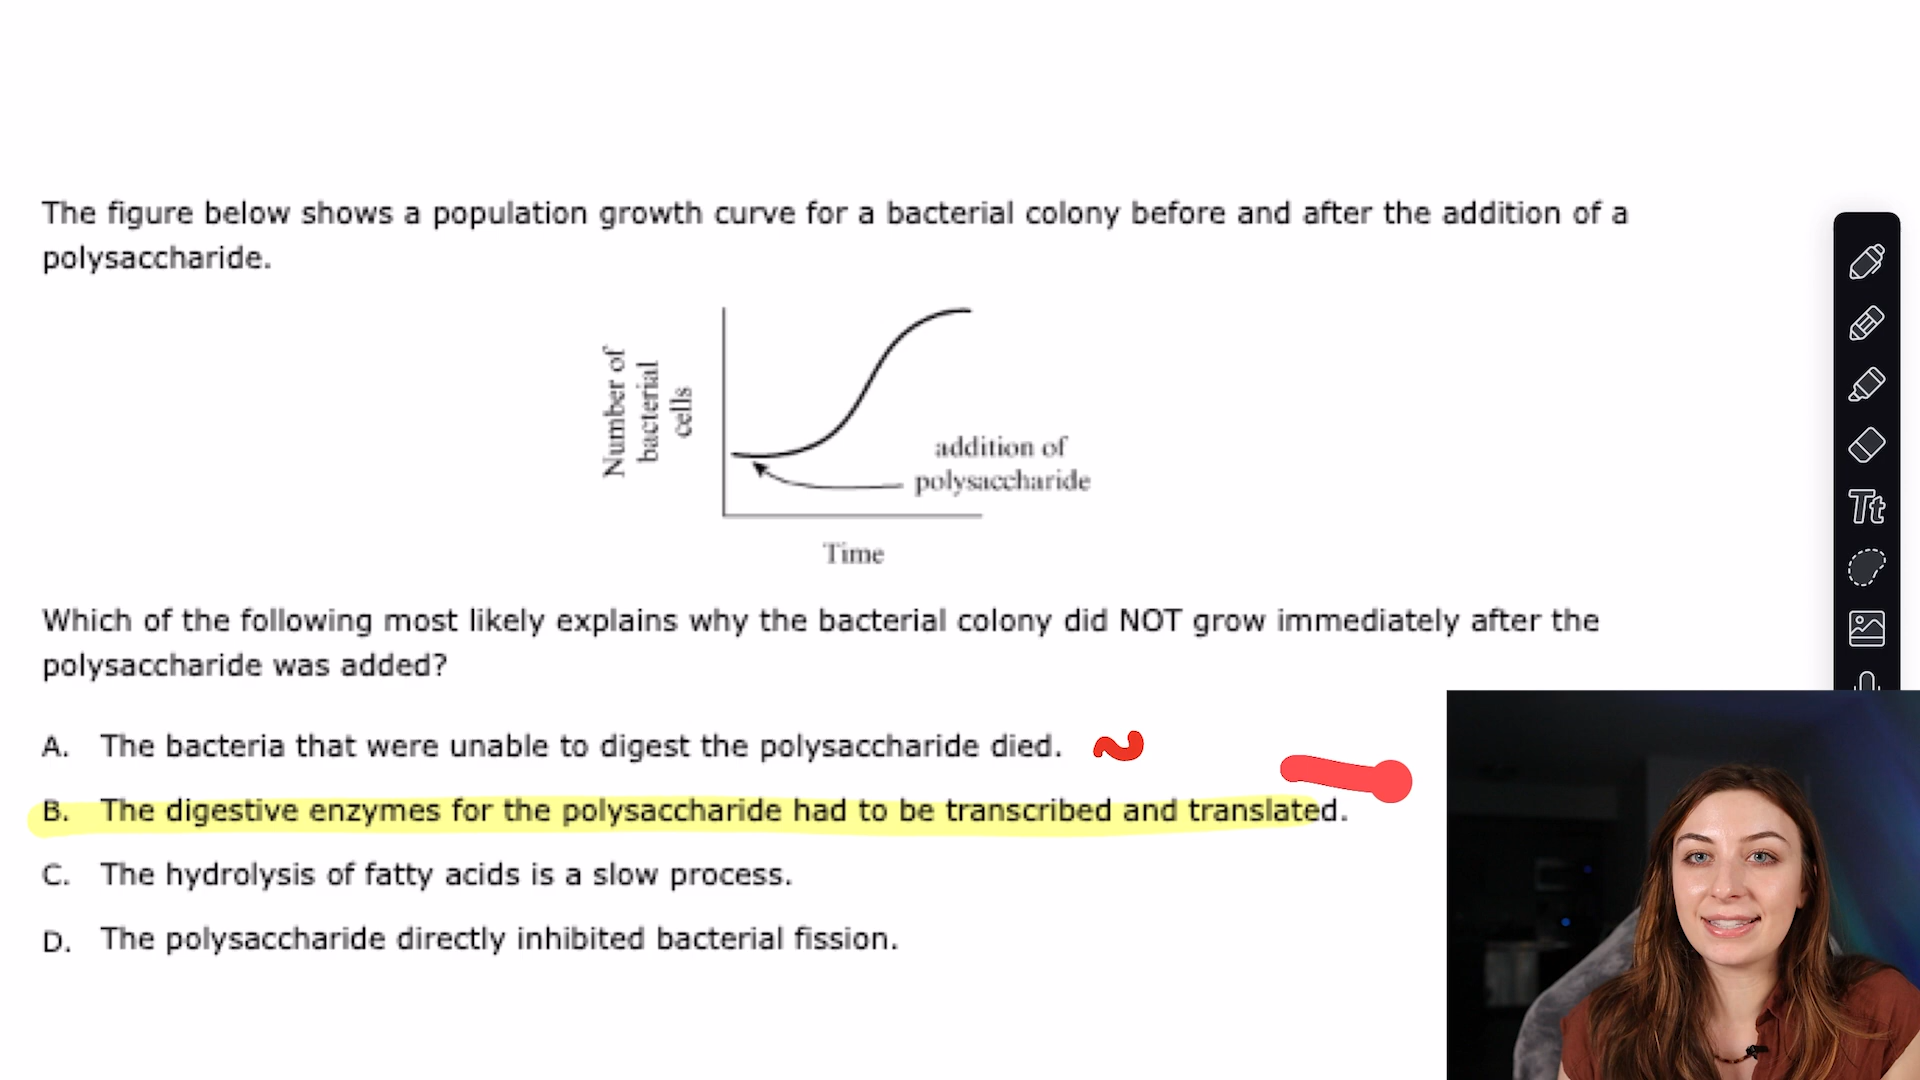 The figure below shows a population growth curve for a bacterial colony before and after the addition of a
polysaccharide.
Number of
bacterial
cells
addition of
polysaccharide
Time
Which of the following most likely explains why the bacterial colony did NOT grow immediately after the
polysaccharide was added?
A. The bacteria that were unable to digest the polysaccharide died.
B. The digestive enzymes for the polysaccharide had to be transcribed and translated.
C. The hydrolysis of fatty acids is a slow process.
D. The polysaccharide directly inhibited bacterial fission.
Tt